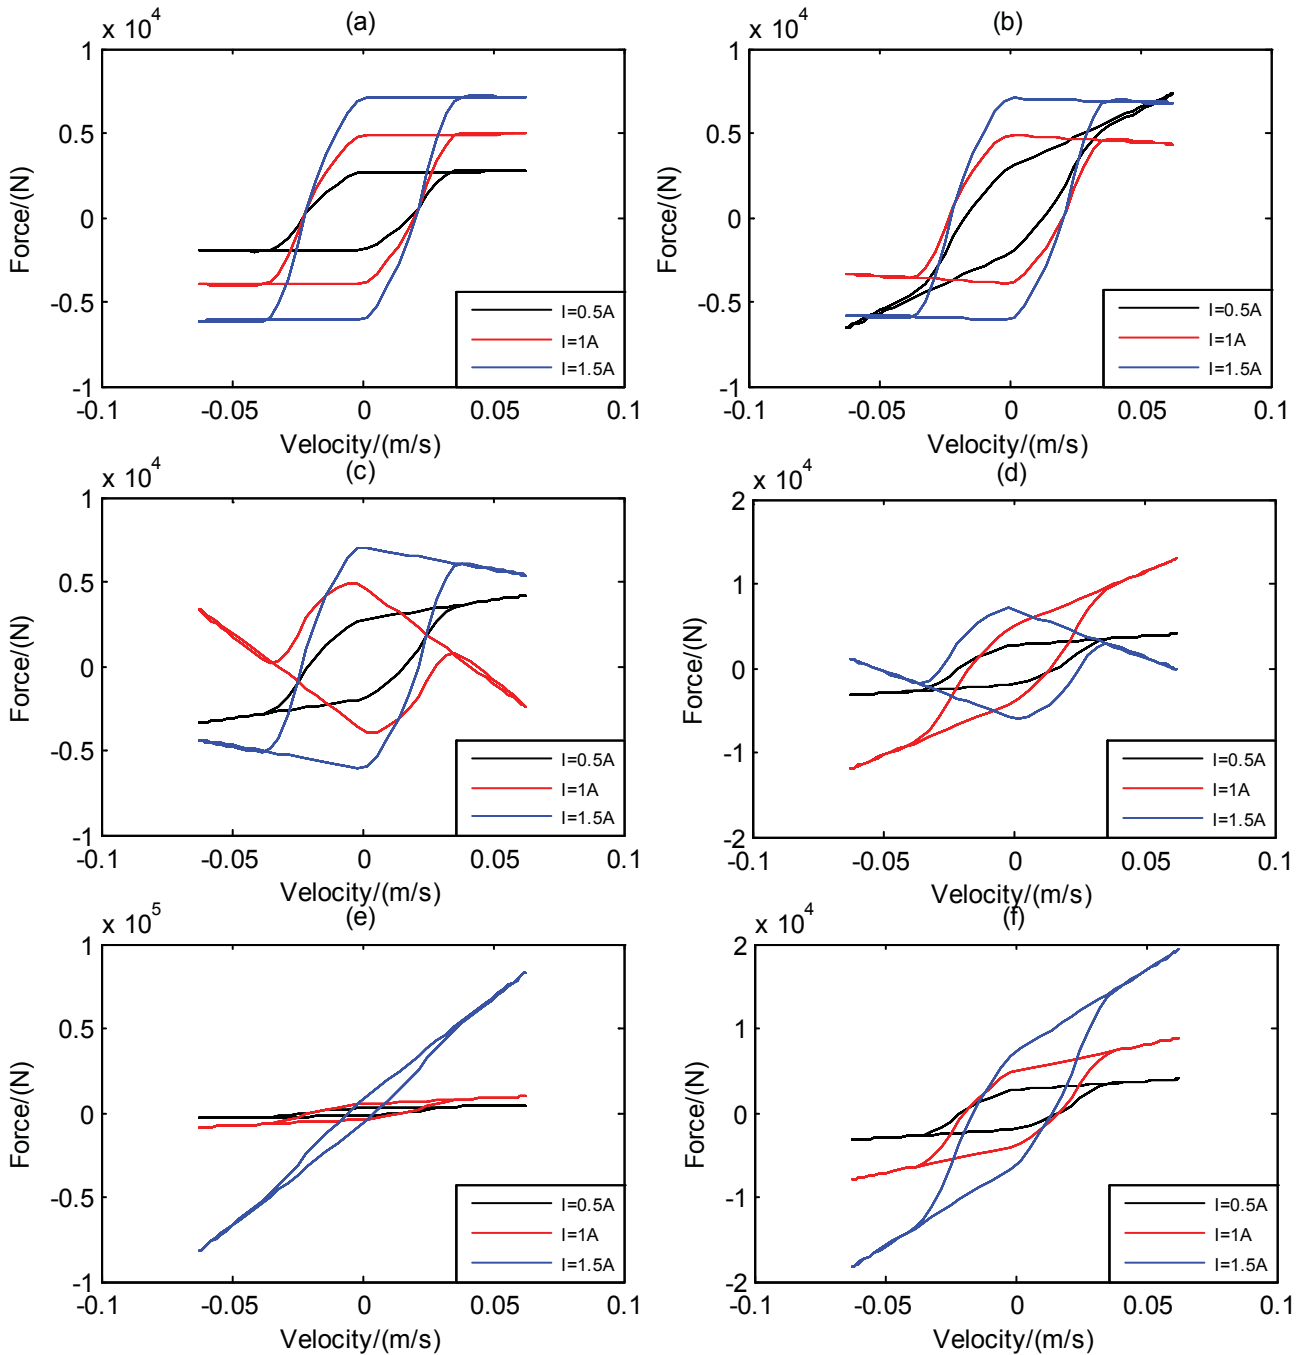 x 10^4 (a)
1
0.5
0
-0.5
-1
-0.1 -0.05 0 0.05 0.1
Force/(N)
Velocity/(m/s)
I=0.5A
I=1A
I=1.5A
x 10^4 (b)
1
0.5
0
-0.5
-1
-0.1 -0.05 0 0.05 0.1
Force/(N)
Velocity/(m/s)
I=0.5A
I=1A
I=1.5A
x 10^4 (c)
1
0.5
0
-0.5
-1
-0.1 -0.05 0 0.05 0.1
Force/(N)
Velocity/(m/s)
I=0.5A
I=1A
I=1.5A
x 10^4 (d)
2
1
0
-1
-2
-0.1 -0.05 0 0.05 0.1
Force/(N)
Velocity/(m/s)
I=0.5A
I=1A
I=1.5A
x 10^5 (e)
1
0.5
0
-0.5
-1
-0.1 -0.05 0 0.05 0.1
Force/(N)
Velocity/(m/s)
I=0.5A
I=1A
I=1.5A
x 10^4 (f)
2
1
0
-1
-2
-0.1 -0.05 0 0.05 0.1
Force/(N)
Velocity/(m/s)
I=0.5A
I=1A
I=1.5A